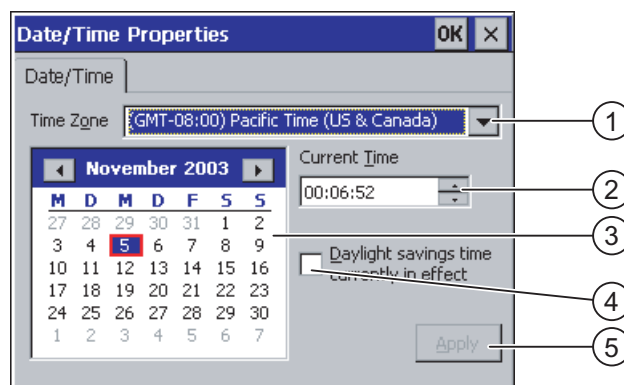 Date/Time Properties OK ×
Date/Time
Time Zone (GMT-08:00) Pacific Time (US & Canada) 1
November 2003
M D M D F S S
27 28 29 30 31 1 2
3 4 5 6 7 8 9
10 11 12 13 14 15 16
17 18 19 20 21 22 23
24 25 26 27 28 29 30
1 2 3 4 5 6 7
Current Time
00:06:52 2
3
Daylight savings time
currently in effect
4
Apply 5